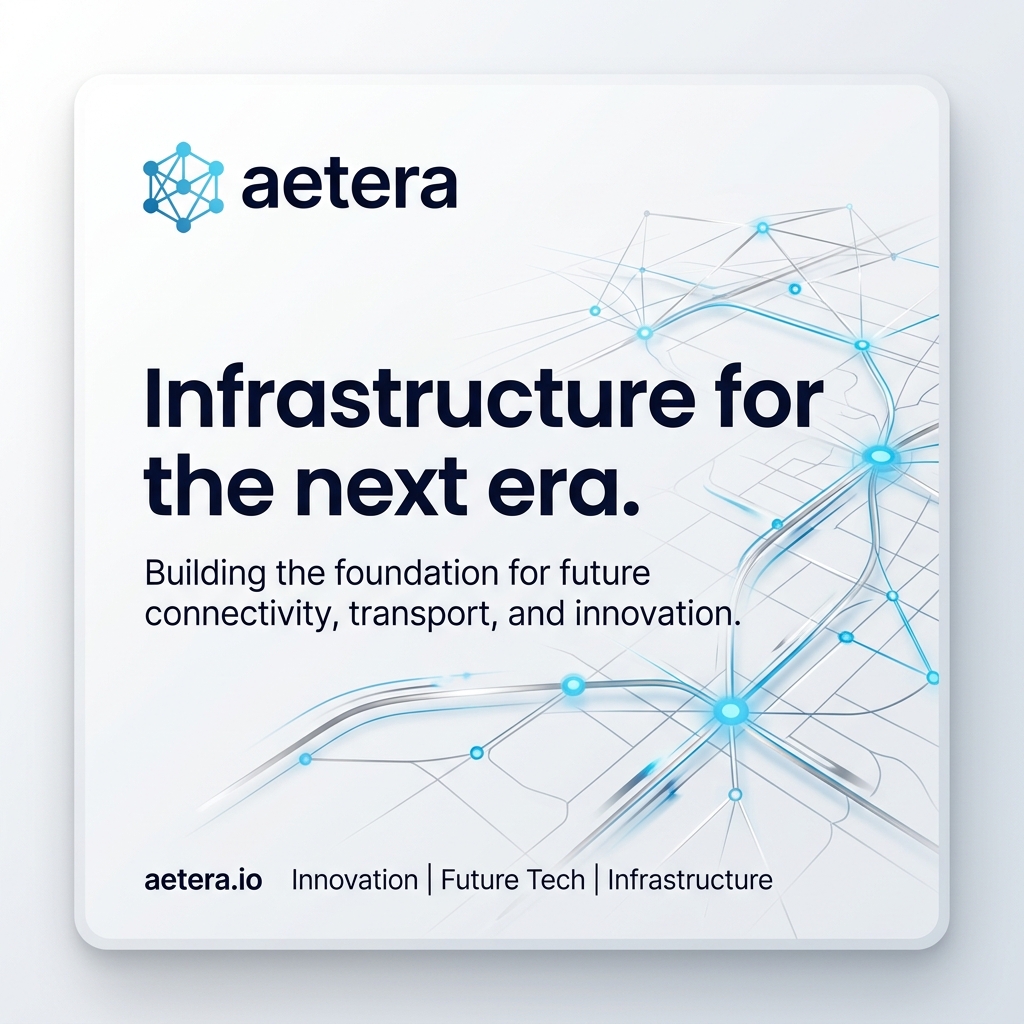 aetera
Infrastructure for
the next era.
Building the foundation for future
connectivity, transport, and innovation.
aetera.io Innovation | Future Tech | Infrastructure